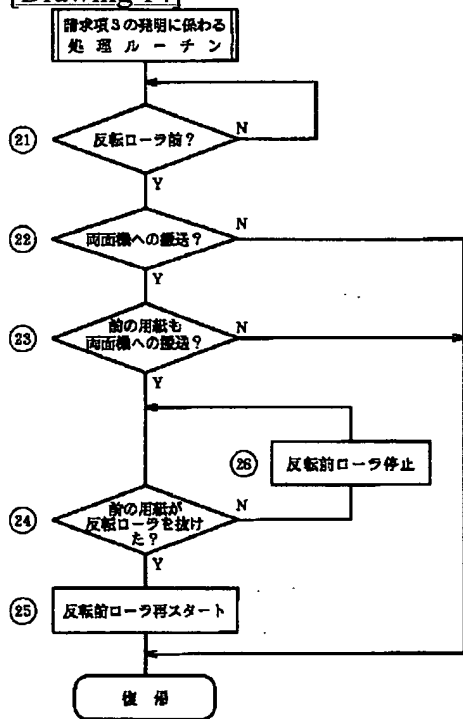 請求項3の発明に係わる
処理ルーチン
21
反転ローラ前?
N
Y
22
両面機への搬送?
N
Y
23
前の用紙も
両面機への搬送?
N
Y
26
反転前ローラ停止
24
前の用紙が
反転ローラを抜け
た?
N
Y
25
反転前ローラ再スタート
復帰